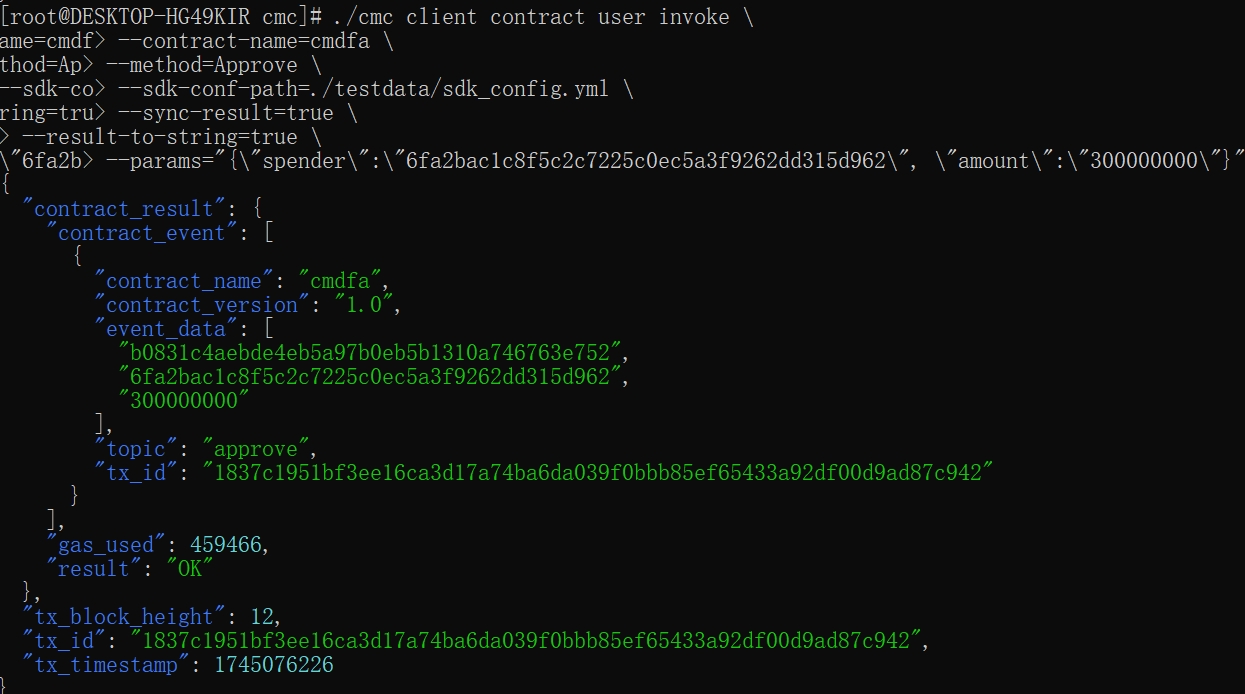 [root@DESKTOP-HG49KIR cmc]# ./cmc client contract user invoke \
ame=cmdf> --contract-name=cmdfa \
thod=Ap> --method=Approve \
--sdk-co> --sdk-conf-path=./testdata/sdk_config.yml \
ring=tru> --sync-result=true \
> --result-to-string=true \
\"6fa2b> --params="{\"spender\":\"6fa2bac1c8f5c2c7225c0ec5a3f9262dd315d962\", \"amount\":\"300000000\"}"
{
"contract_result": {
"contract_event": [
{
"contract_name": "cmdfa",
"contract_version": "1.0",
"event_data": [
"b0831c4aebde4eb5a97b0eb5b1310a746763e752",
"6fa2bac1c8f5c2c7225c0ec5a3f9262dd315d962",
"300000000"
],
"topic": "approve",
"tx_id": "1837c1951bf3ee16ca3d17a74ba6da039f0bbb85ef65433a92df00d9ad87c942"
}
],
"gas_used": 459466,
"result": "OK"
},
"tx_block_height": 12,
"tx_id": "1837c1951bf3ee16ca3d17a74ba6da039f0bbb85ef65433a92df00d9ad87c942",
"tx_timestamp": 1745076226
}